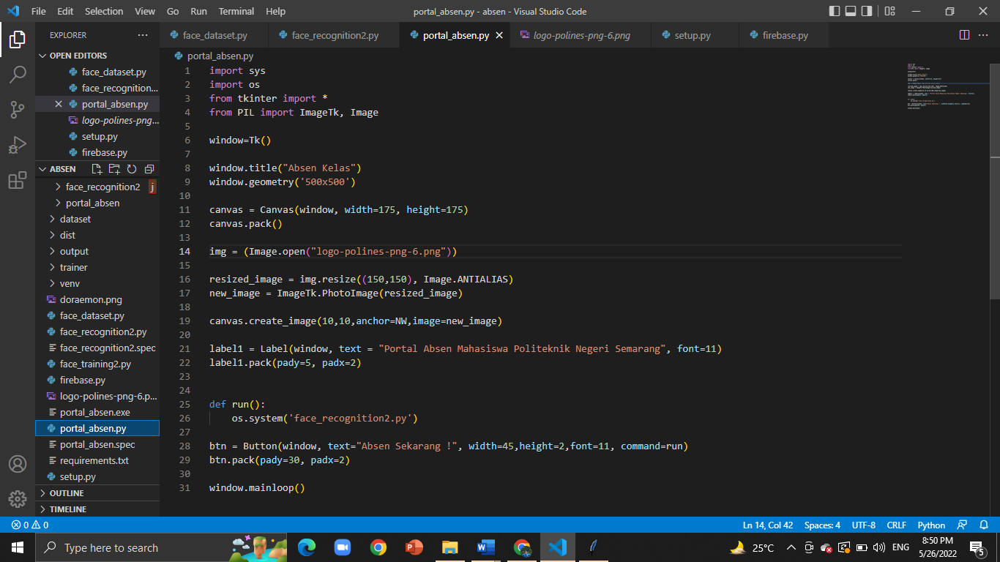 File Edit Selection View Go Run Terminal Help
portal_absen.py - absen - Visual Studio Code
EXPLORER
OPEN EDITORS
face_dataset.py
face_recognition...
portal_absen.py
logo-polines-png...
setup.py
firebase.py
ABSEN
face_recognition2
j
portal_absen
dataset
dist
output
trainer
venv
doraemon.png
face_dataset.py
face_recognition2.py
face_recognition2.spec
face_training2.py
firebase.py
logo-polines-png-6.p...
portal_absen.exe
portal_absen.py
portal_absen.spec
requirements.txt
setup.py
OUTLINE
TIMELINE
face_dataset.py face_recognition2.py portal_absen.py logo-polines-png-6.png setup.py firebase.py
portal_absen.py
1 import sys
2 import os
3 from tkinter import *
4 from PIL import ImageTk, Image
5
6 window=Tk()
7
8 window.title("Absen Kelas")
9 window.geometry('500x500')
10
11 canvas = Canvas(window, width=175, height=175)
12 canvas.pack()
13
14 img = (Image.open("logo-polines-png-6.png"))
15
16 resized_image = img.resize((150,150), Image.ANTIALIAS)
17 new_image = ImageTk.PhotoImage(resized_image)
18
19 canvas.create_image(10,10,anchor=NW,image=new_image)
20
21 label1 = Label(window, text = "Portal Absen Mahasiswa Politeknik Negeri Semarang", font=11)
22 label1.pack(pady=5, padx=2)
23
24
25 def run():
26     os.system('face_recognition2.py')
27
28 btn = Button(window, text="Absen Sekarang !", width=45,height=2,font=11, command=run)
29 btn.pack(pady=30, padx=2)
30
31 window.mainloop()
0 0
Ln 14, Col 42 Spaces: 4 UTF-8 CRLF Python
Type here to search
25°C
ENG
8:50 PM
5/26/2022
5